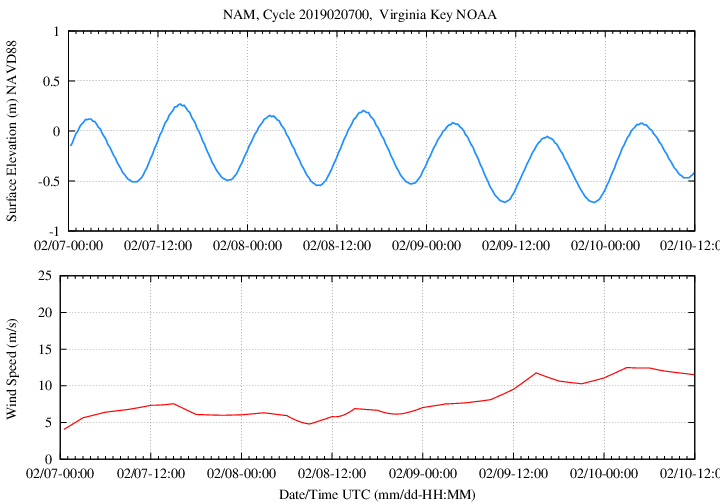 NAM, Cycle 2019020700,  Virginia Key NOAA
Surface Elevation (m) NAVD88
1
0.5
0
-0.5
-1
02/07-00:00 02/07-12:00 02/08-00:00 02/08-12:00 02/09-00:00 02/09-12:00 02/10-00:00 02/10-12:0
Wind Speed (m/s)
25
20
15
10
5
0
02/07-00:00 02/07-12:00 02/08-00:00 02/08-12:00 02/09-00:00 02/09-12:00 02/10-00:00 02/10-12:0
Date/Time UTC (mm/dd-HH:MM)